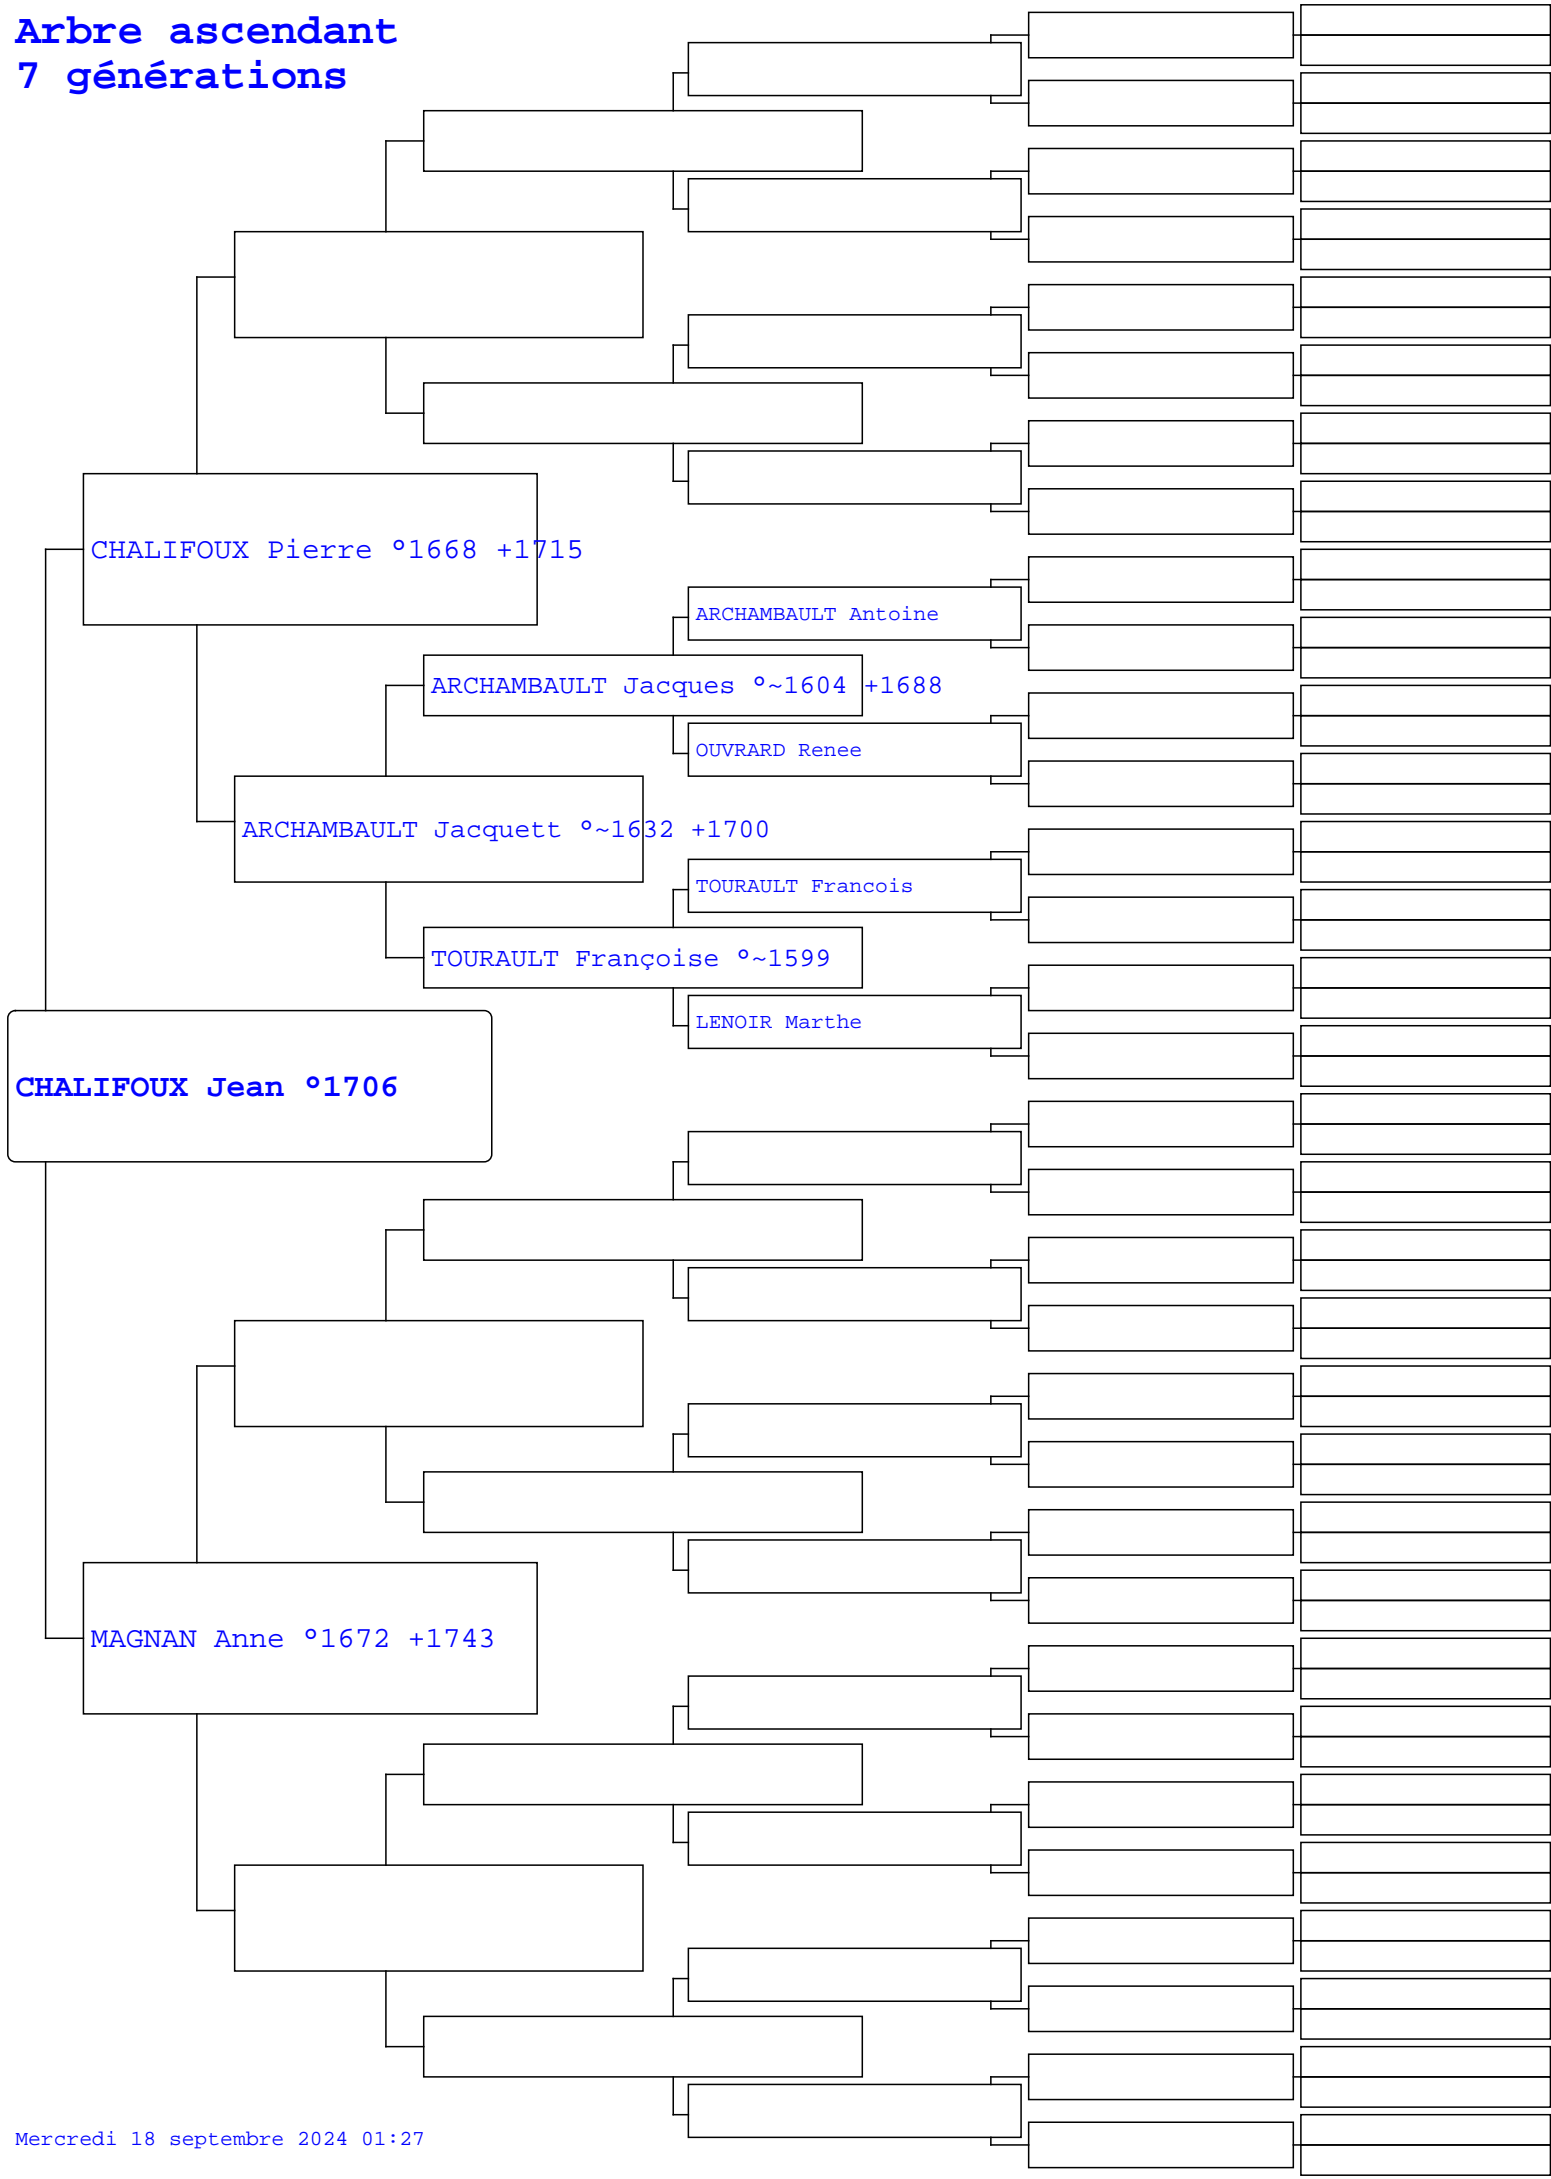 Arbre ascendant
7 générations
CHALIFOUX Pierre °1668 +1715
ARCHAMBAULT Antoine
ARCHAMBAULT Jacques °~1604 +1688
OUVRARD Renee
ARCHAMBAULT Jacquett °~1632 +1700
TOURAULT Francois
TOURAULT Françoise °~1599
LENOIR Marthe
CHALIFOUX Jean °1706
MAGNAN Anne °1672 +1743
Mercredi 18 septembre 2024 01:27